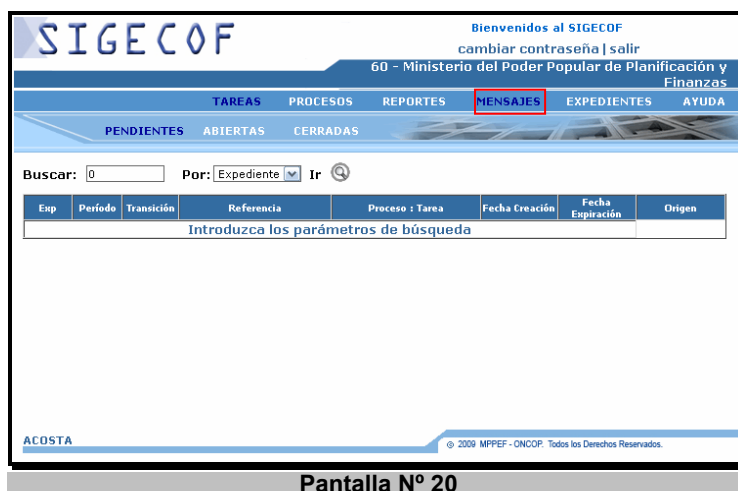 SIGECOF
Bienvenidos al SIGECOF
cambiar contraseña | salir
60 - Ministerio del Poder Popular de Planificación y
Finanzas
TAREAS PROCESOS REPORTES MENSAJES EXPEDIENTES AYUDA
PENDIENTES ABIERTAS CERRADAS
Buscar: 0 Por: Expediente Ir
Exp Período Transición Referencia Proceso : Tarea Fecha Creación Fecha Expiración Origen
Introduzca los parámetros de búsqueda
ACOSTA
© 2009 MPPEF - ONCOP. Todos los Derechos Reservados.
Pantalla Nº 20